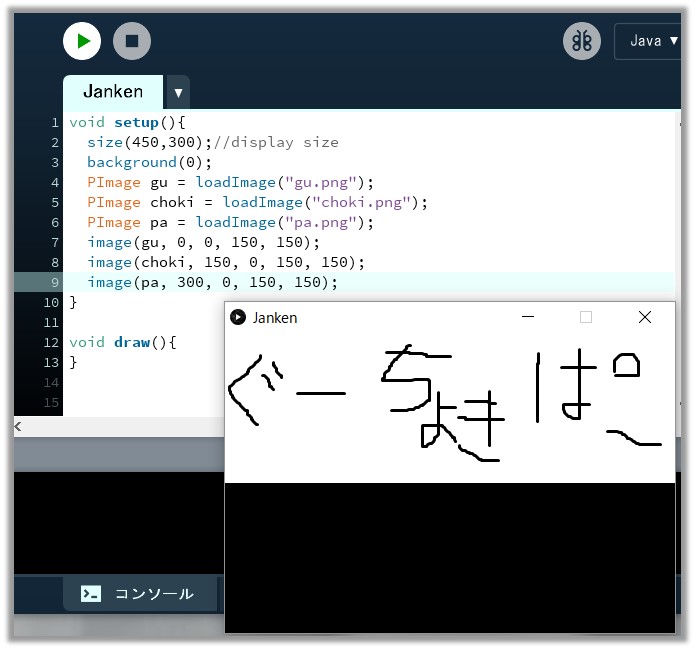 Java ▼
Janken ▼
1 void setup(){
2 size(450,300);//display size
3 background(0);
4 PImage gu = loadImage("gu.png");
5 PImage choki = loadImage("choki.png");
6 PImage pa = loadImage("pa.png");
7 image(gu, 0, 0, 150, 150);
8 image(choki, 150, 0, 150, 150);
9 image(pa, 300, 0, 150, 150);
10 }
11
12 void draw(){
13 }
14
15
Janken
ぐー ちょき ぱー
コンソール